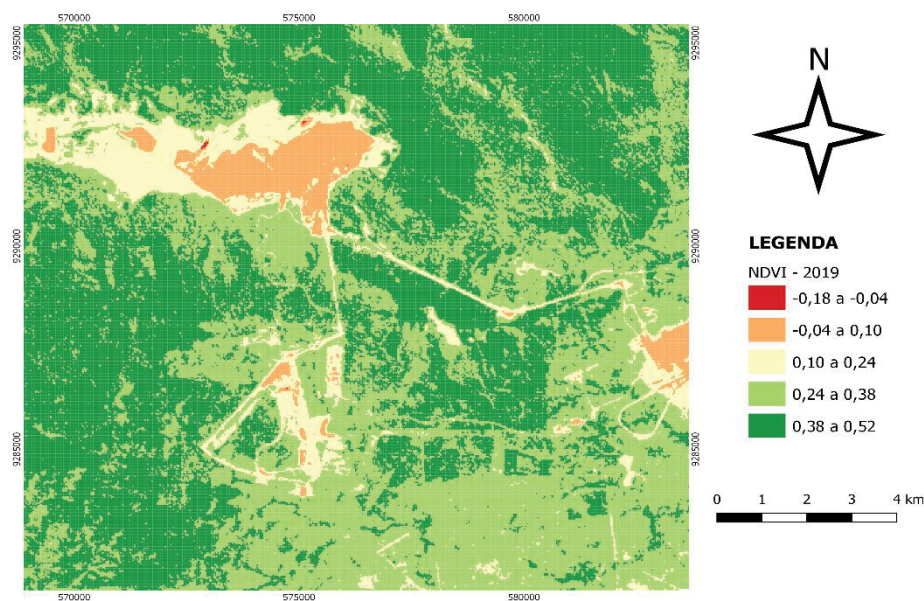 570000 575000 580000
9295000 9295000
9290000 9290000
9285000 9285000
570000 575000 580000
N
LEGENDA
NDVI - 2019
-0,18 a -0,04
-0,04 a 0,10
0,10 a 0,24
0,24 a 0,38
0,38 a 0,52
0 1 2 3 4 km